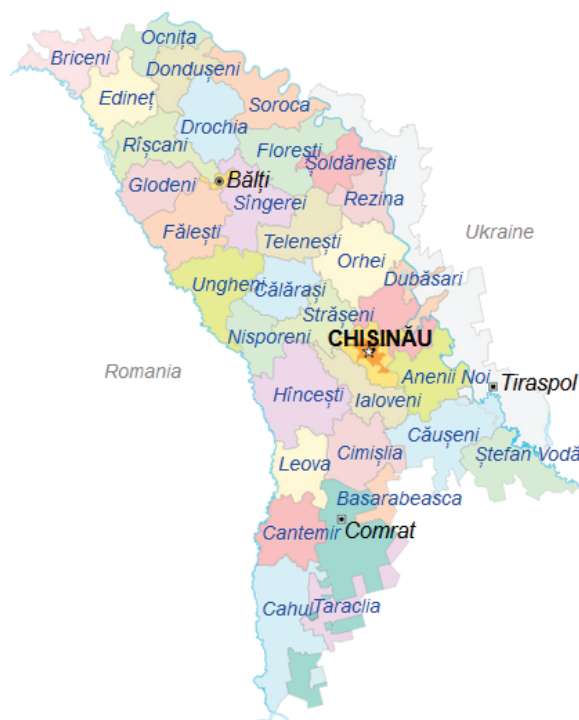 Ocnița
Briceni
Dondușeni
Edineț
Soroca
Drochia
Rîșcani
Florești
Șoldănești
Glodeni
Bălți
Sîngerei
Rezina
Fălești
Telenești
Ukraine
Orhei
Ungheni
Călărași
Dubăsari
Strășeni
Nisporeni
CHIȘINĂU
Romania
Anenii Noi
Tiraspol
Hîncești
Ialoveni
Căușeni
Cimișlia
Ștefan Vodă
Leova
Basarabeasca
Cantemir
Comrat
Cahul
Taraclia